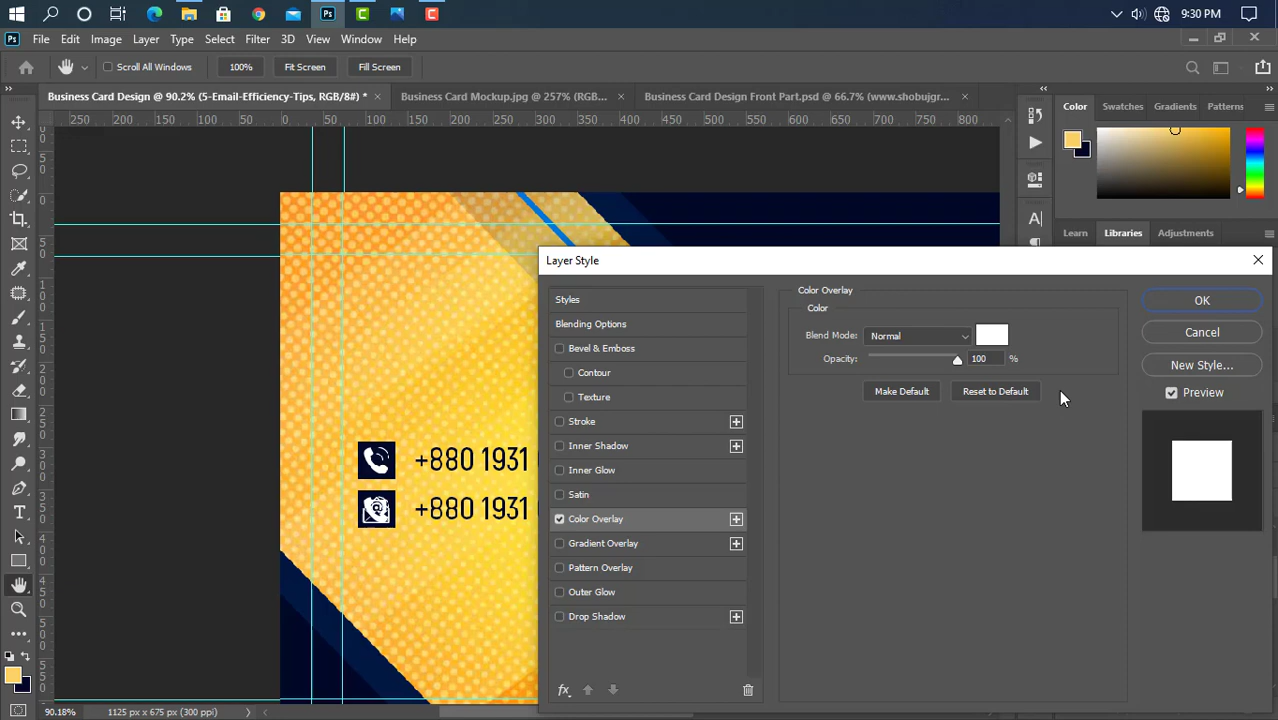 9:30 PM
Ps File Edit Image Layer Type Select Filter 3D View Window Help
Scroll All Windows 100% Fit Screen Fill Screen
Business Card Design @ 90.2% (5-Email-Efficiency-Tips, RGB/8#) * Business Card Mockup.jpg @ 257% (RGB... Business Card Design Front Part.psd @ 66.7% (www.shobujgr...
Color Swatches Gradients Patterns
250 200 150 100 50 0 50 100 150 200 250 300 350 400 450 500 550 600 650 700 750 800
Learn Libraries Adjustments
Layer Style
Styles
Blending Options
Bevel & Emboss
Contour
Texture
Stroke
Inner Shadow
Inner Glow
Satin
Color Overlay
Gradient Overlay
Pattern Overlay
Outer Glow
Drop Shadow
fx
Color Overlay
Color
Blend Mode: Normal
Opacity: 100 %
Make Default Reset to Default
OK
Cancel
New Style...
Preview
+880 1931
+880 1931
90.18% 1125 px x 675 px (300 ppi)